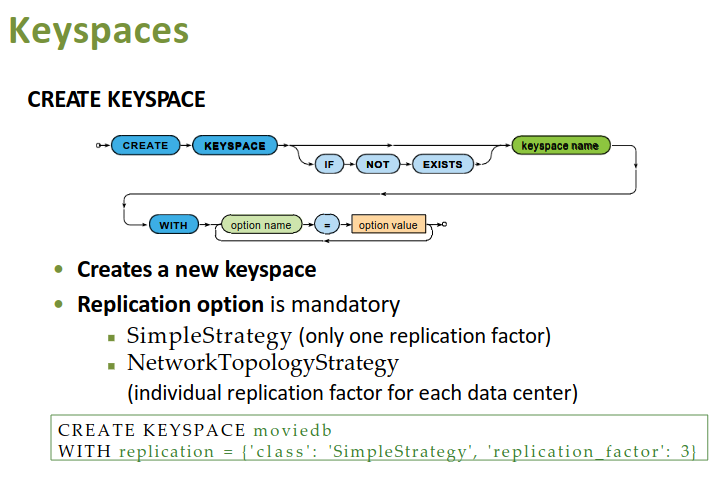 Keyspaces
CREATE KEYSPACE
CREATE KEYSPACE keyspace name
IF NOT EXISTS
WITH option name = option value
• Creates a new keyspace
• Replication option is mandatory
▪ SimpleStrategy (only one replication factor)
▪ NetworkTopologyStrategy
(individual replication factor for each data center)
CREATE KEYSPACE moviedb
WITH replication = {'class': 'SimpleStrategy', 'replication_factor': 3}